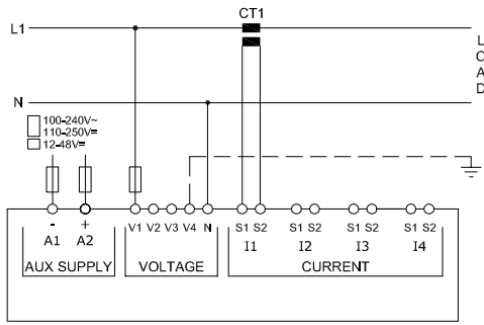 CT1
L1
L
O
A
D
N
100-240V~
110-250V=
12-48V=
V1 V2 V3 V4 N S1 S2 S1 S2 S1 S2 S1 S2
- +
A1 A2 I1 I2 I3 I4
AUX SUPPLY VOLTAGE CURRENT